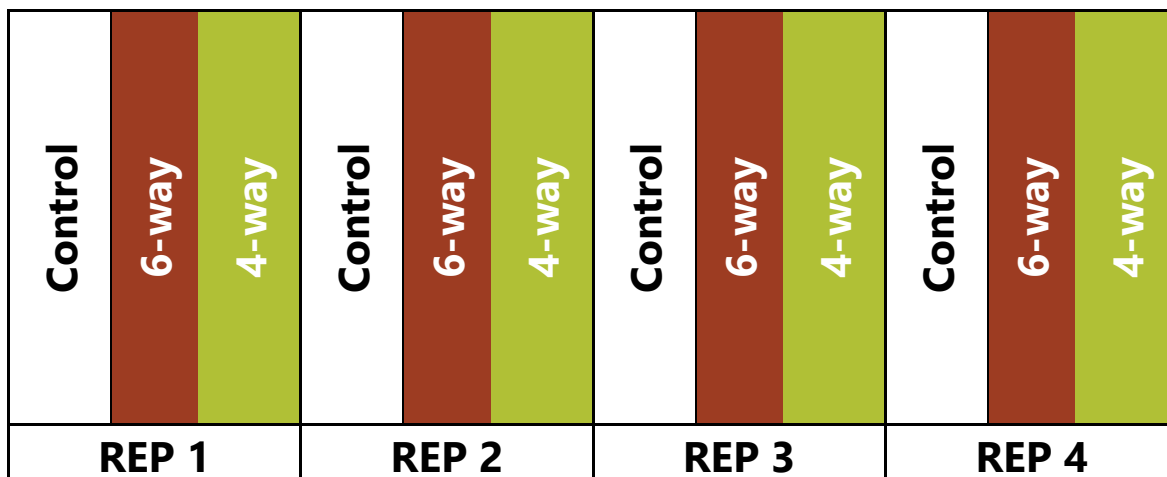 Control
6-way
4-way
Control
6-way
4-way
Control
6-way
4-way
Control
6-way
4-way
REP 1
REP 2
REP 3
REP 4